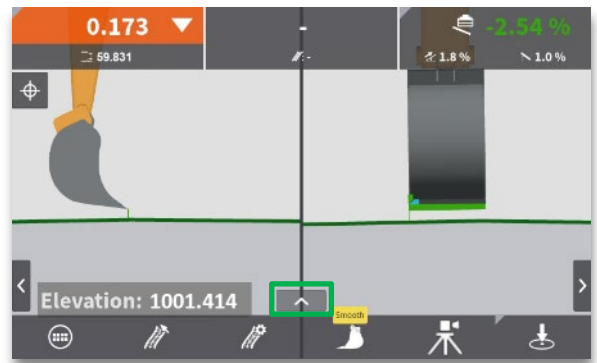 0.173 - -2.54 %
59.831 - 1.8 % 1.0 %
Elevation: 1001.414
Smooth